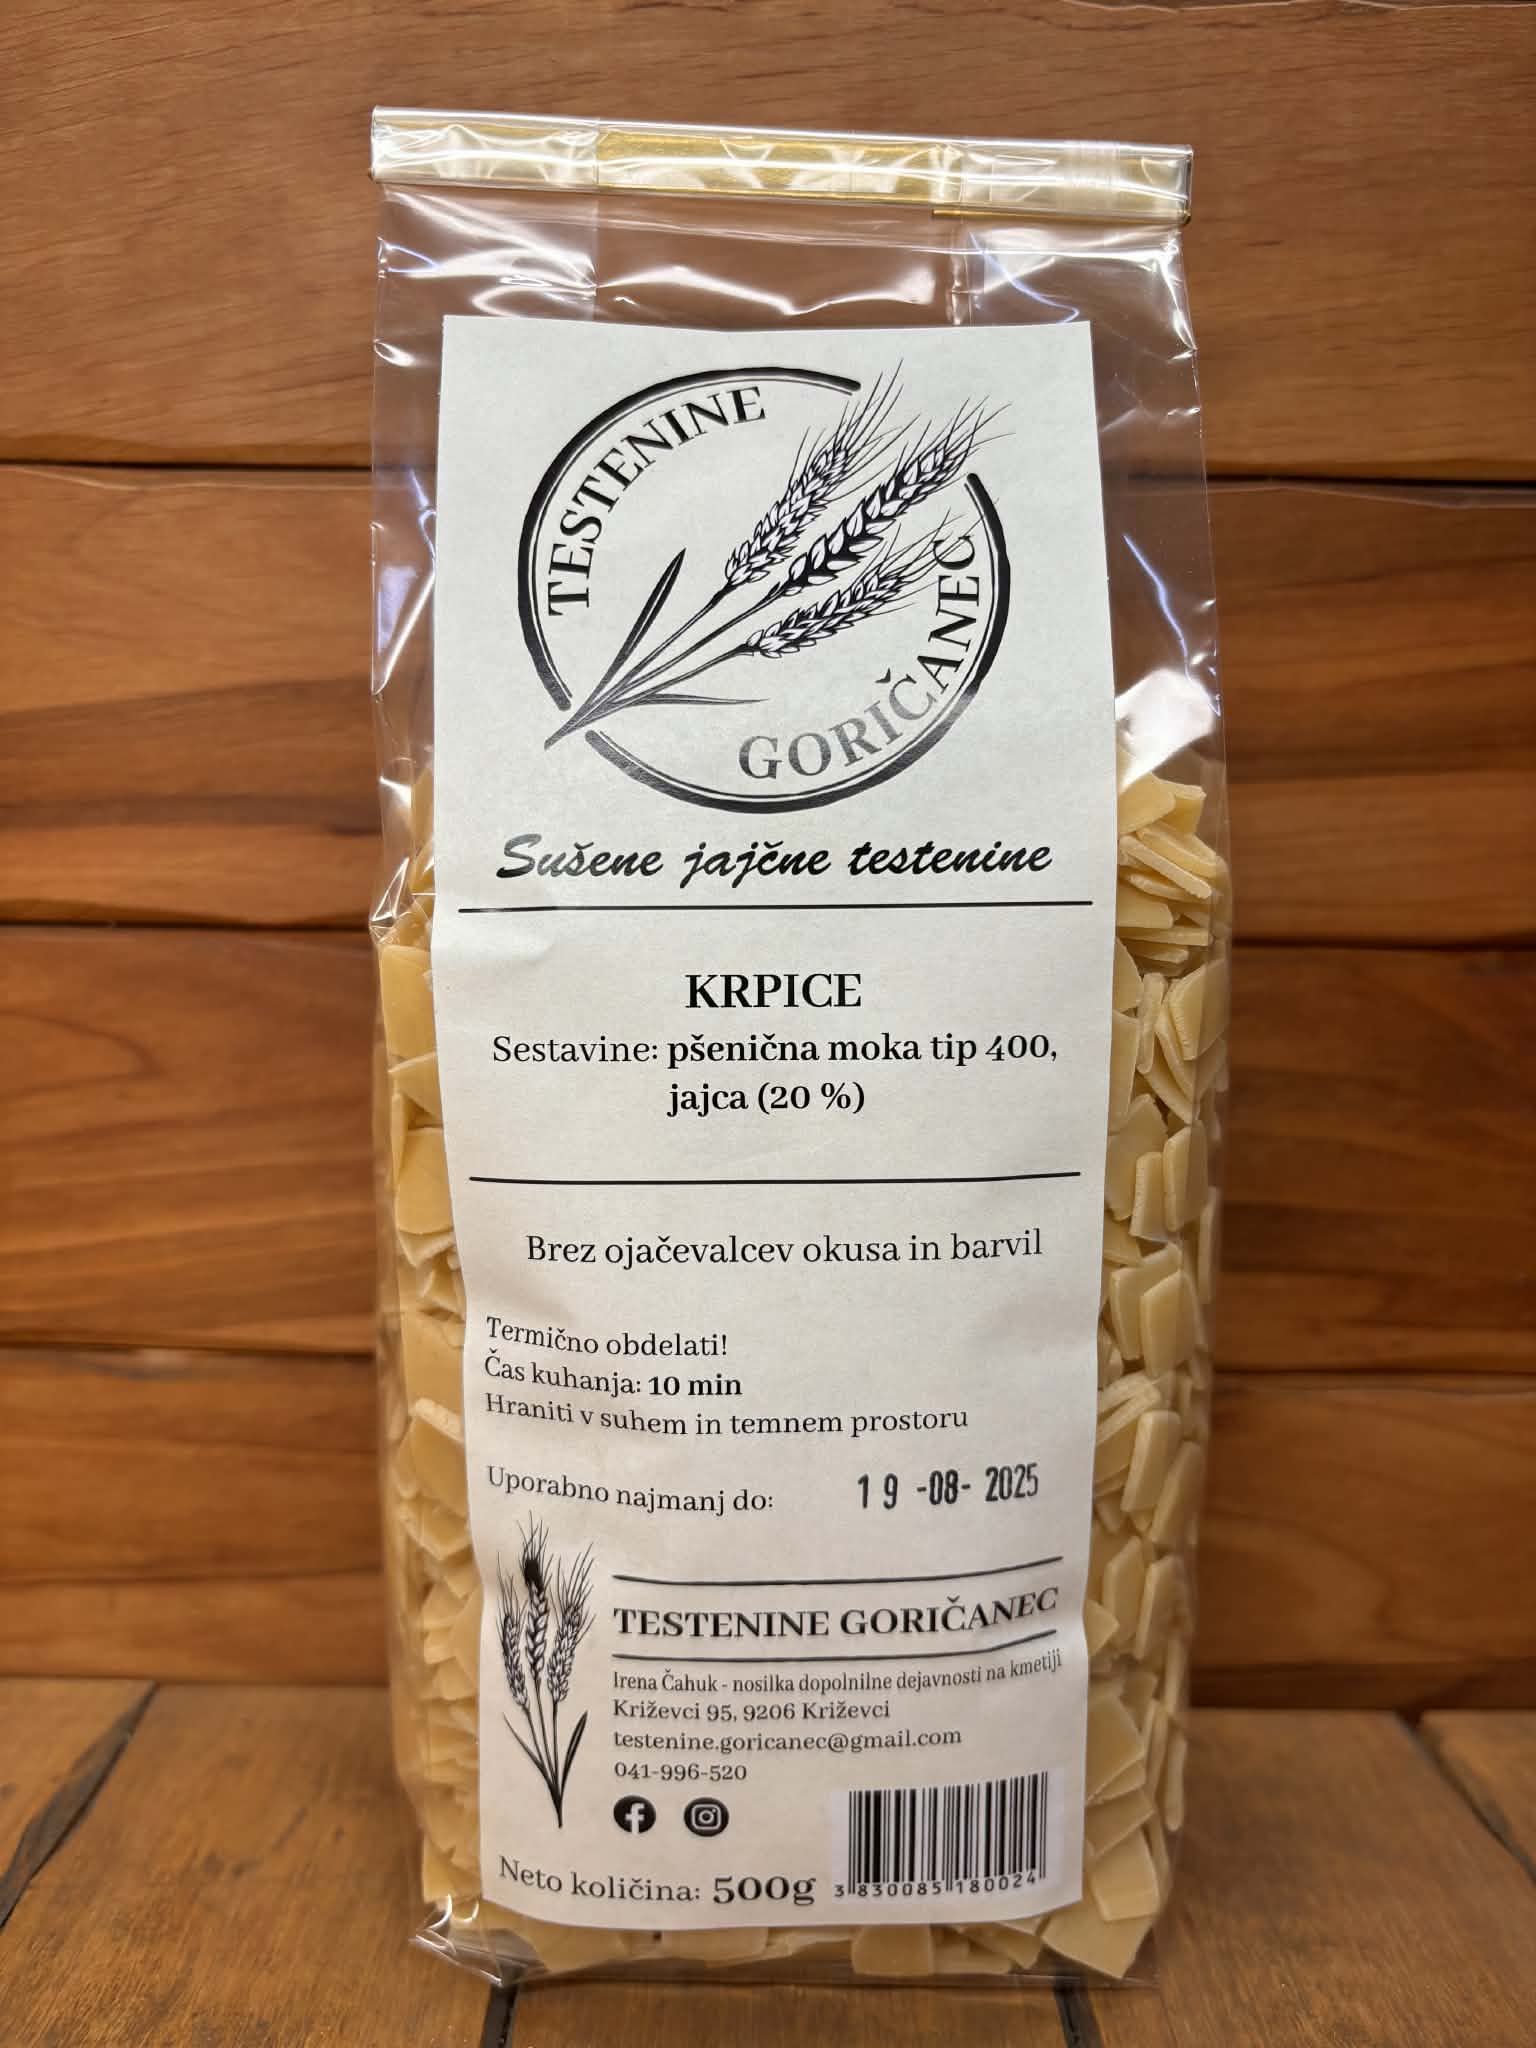 TESTENINE
GORIČANEC
Sušene jajčne testenine
KRPICE
Sestavine: pšenična moka tip 400,
jajca (20 %)
Brez ojačevalcev okusa in barvil
Termično obdelati!
Čas kuhanja: 10 min
Hraniti v suhem in temnem prostoru
Uporabno najmanj do: 19 -08- 2025
TESTENINE GORIČANEC
Irena Čahuk - nosilka dopolnilne dejavnosti na kmetiji
Križevci 95, 9206 Križevci
testenine.goricanec@gmail.com
041-996-520
Neto količina: 500g
3 830085 180024